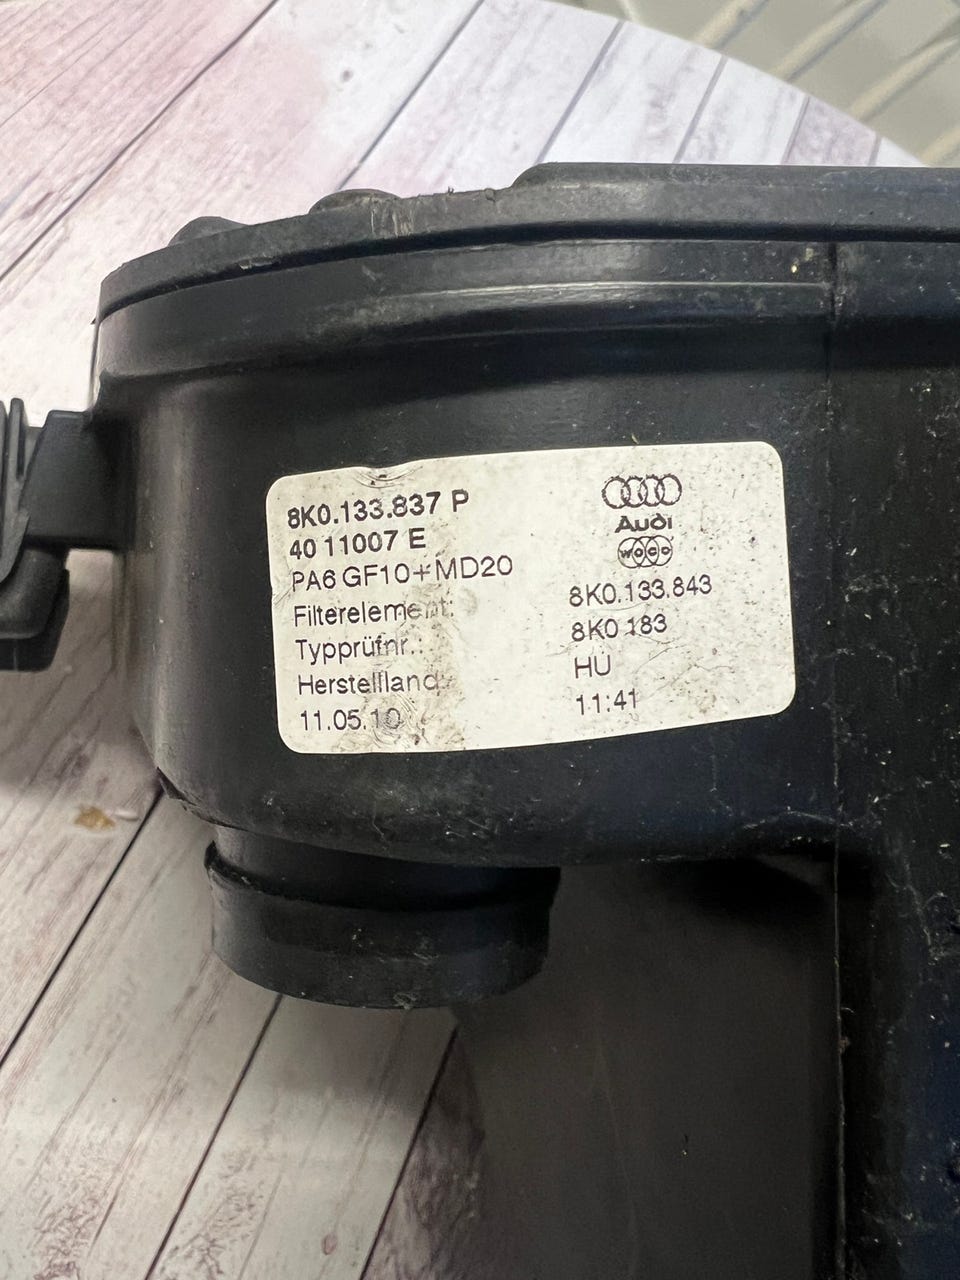 8K0.133.837 P
40 11007 E
PA6 GF10+MD20
Filterelement:
Typprüfnr.:
Herstellland:
11.05.10
Audi
WOCO
8K0.133.843
8K0 183
HU
11:41